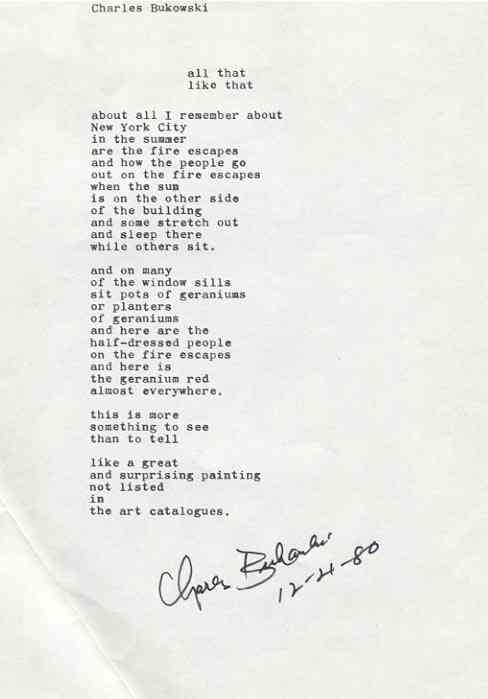 Charles Bukowski
all that
like that
about all I remember about
New York City
in the summer
are the fire escapes
and how the people go
out on the fire escapes
when the sun
is on the other side
of the building
and some stretch out
and sleep there
while others sit.
and on many
of the window sills
sit pots of geraniums
or planters
of geraniums
and here are the
half-dressed people
on the fire escapes
and here is
the geranium red
almost everywhere.
this is more
something to see
than to tell
like a great
and surprising painting
not listed
in
the art catalogues.
Charles Bukowski
12-21-80